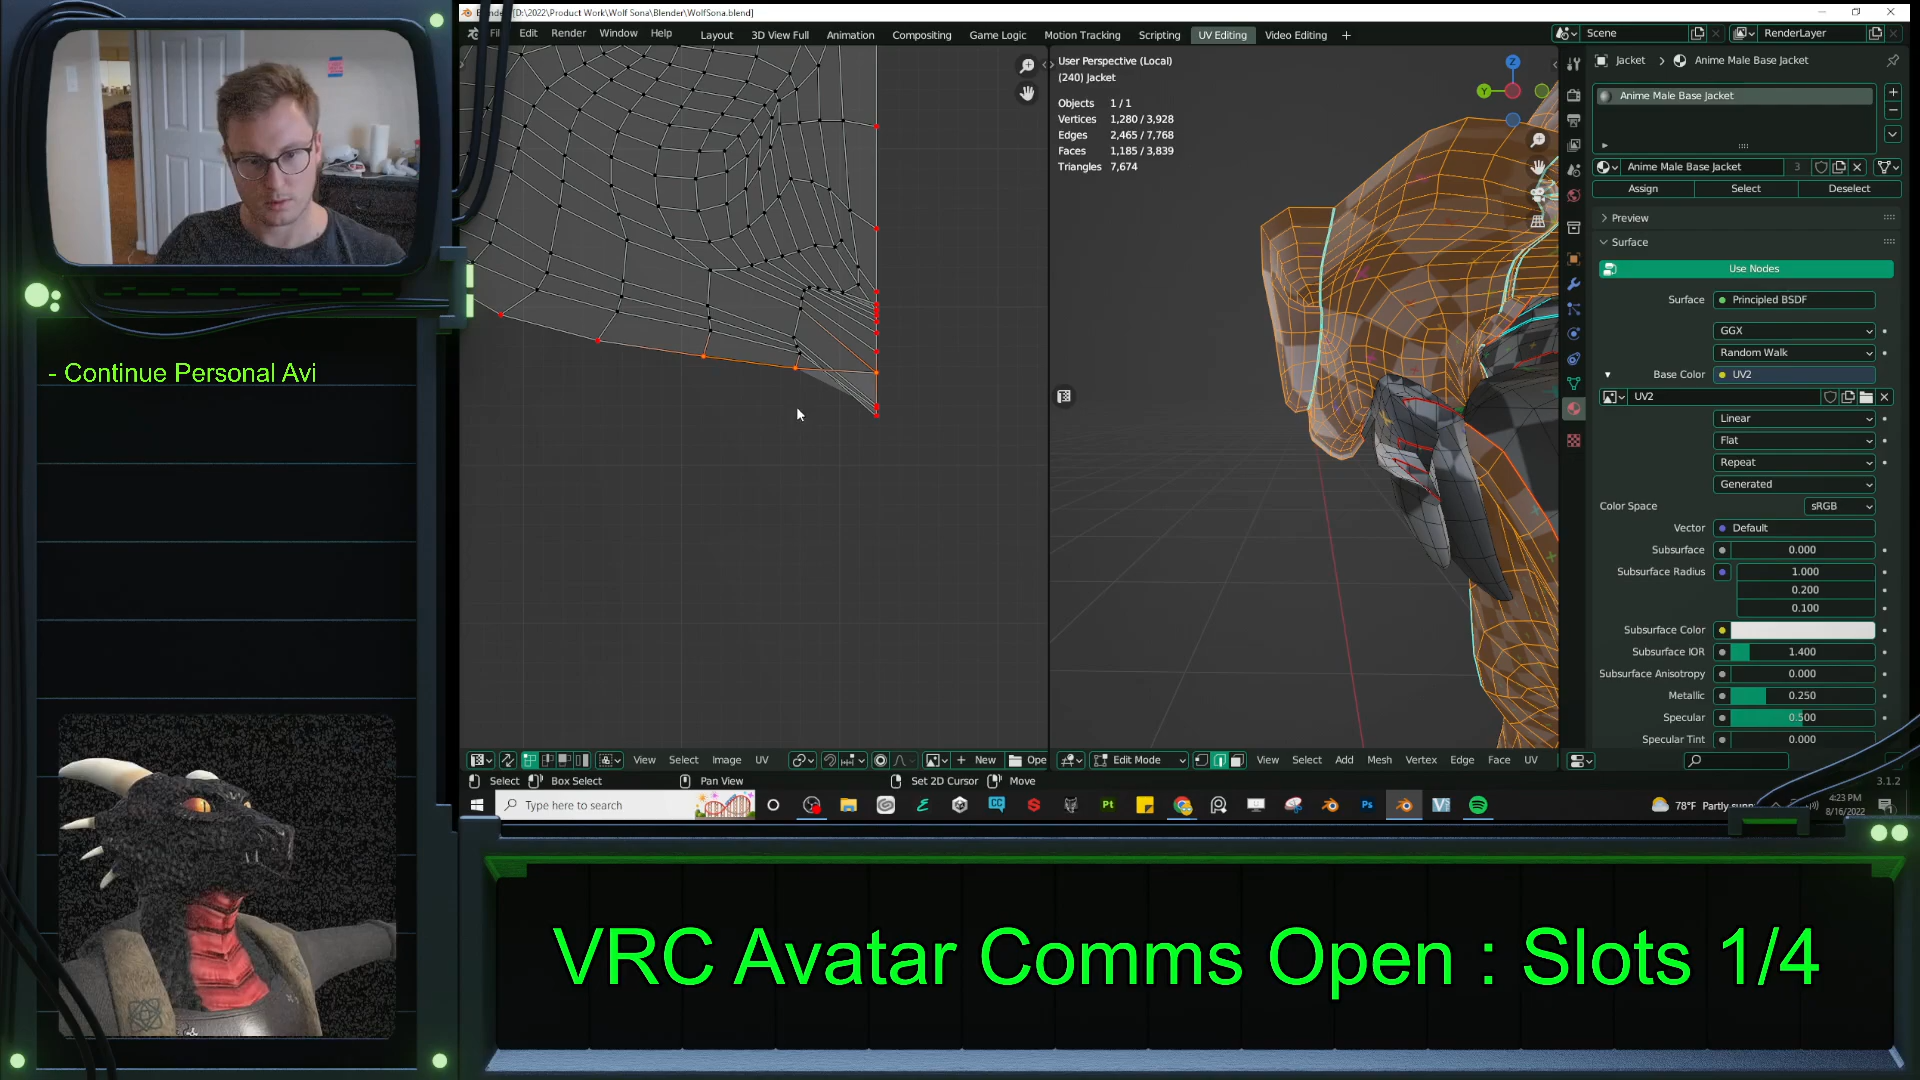 Blender [D:\2022\Product Work\Wolf Sona\Blender\WolfSona.blend]
Edit Render Window Help Layout 3D View Full Animation Compositing Game Logic Motion Tracking Scripting UV Editing Video Editing + Scene RenderLayer
User Perspective (Local)
(240) Jacket
Objects 1 / 1
Vertices 1,280 / 3,928
Edges 2,465 / 7,768
Faces 1,185 / 3,839
Triangles 7,674
Z
Y
Jacket > Anime Male Base Jacket
Anime Male Base Jacket
Anime Male Base Jacket 3
Assign Select Deselect
Preview
Surface
Use Nodes
Surface Principled BSDF
GGX
Random Walk
Base Color UV2
UV2
Linear
Flat
Repeat
Generated
Color Space sRGB
Vector Default
Subsurface 0.000
Subsurface Radius 1.000
0.200
0.100
Subsurface Color
Subsurface IOR 1.400
Subsurface Anisotropy 0.000
Metallic 0.250
Specular 0.500
Specular Tint 0.000
View Select Image UV New Ope
Edit Mode View Select Add Mesh Vertex Edge Face UV
Select Box Select Pan View Set 2D Cursor Move 3.1.2
Type here to search
Pt
Ps
78°F Partly sunny
4:23 PM
8/16/2022
- Continue Personal Avi
VRC Avatar Comms Open : Slots 1/4